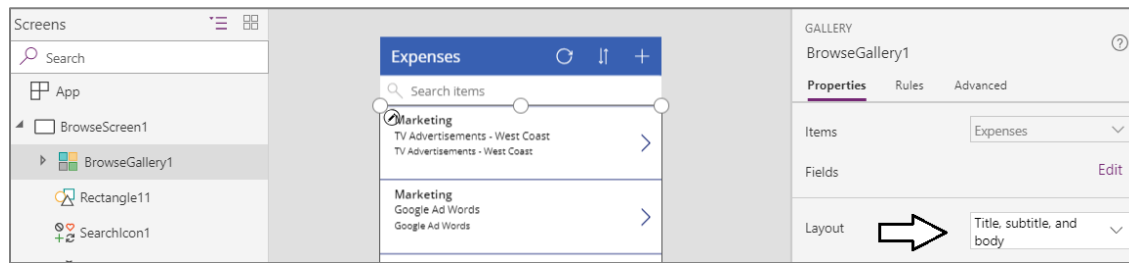 Screens
Search
App
BrowseScreen1
BrowseGallery1
Rectangle11
SearchIcon1
Expenses
Search items
Marketing
TV Advertisements - West Coast
TV Advertisements - West Coast
Marketing
Google Ad Words
Google Ad Words
GALLERY
BrowseGallery1
Properties Rules Advanced
Items Expenses
Fields Edit
Layout Title, subtitle, and
body